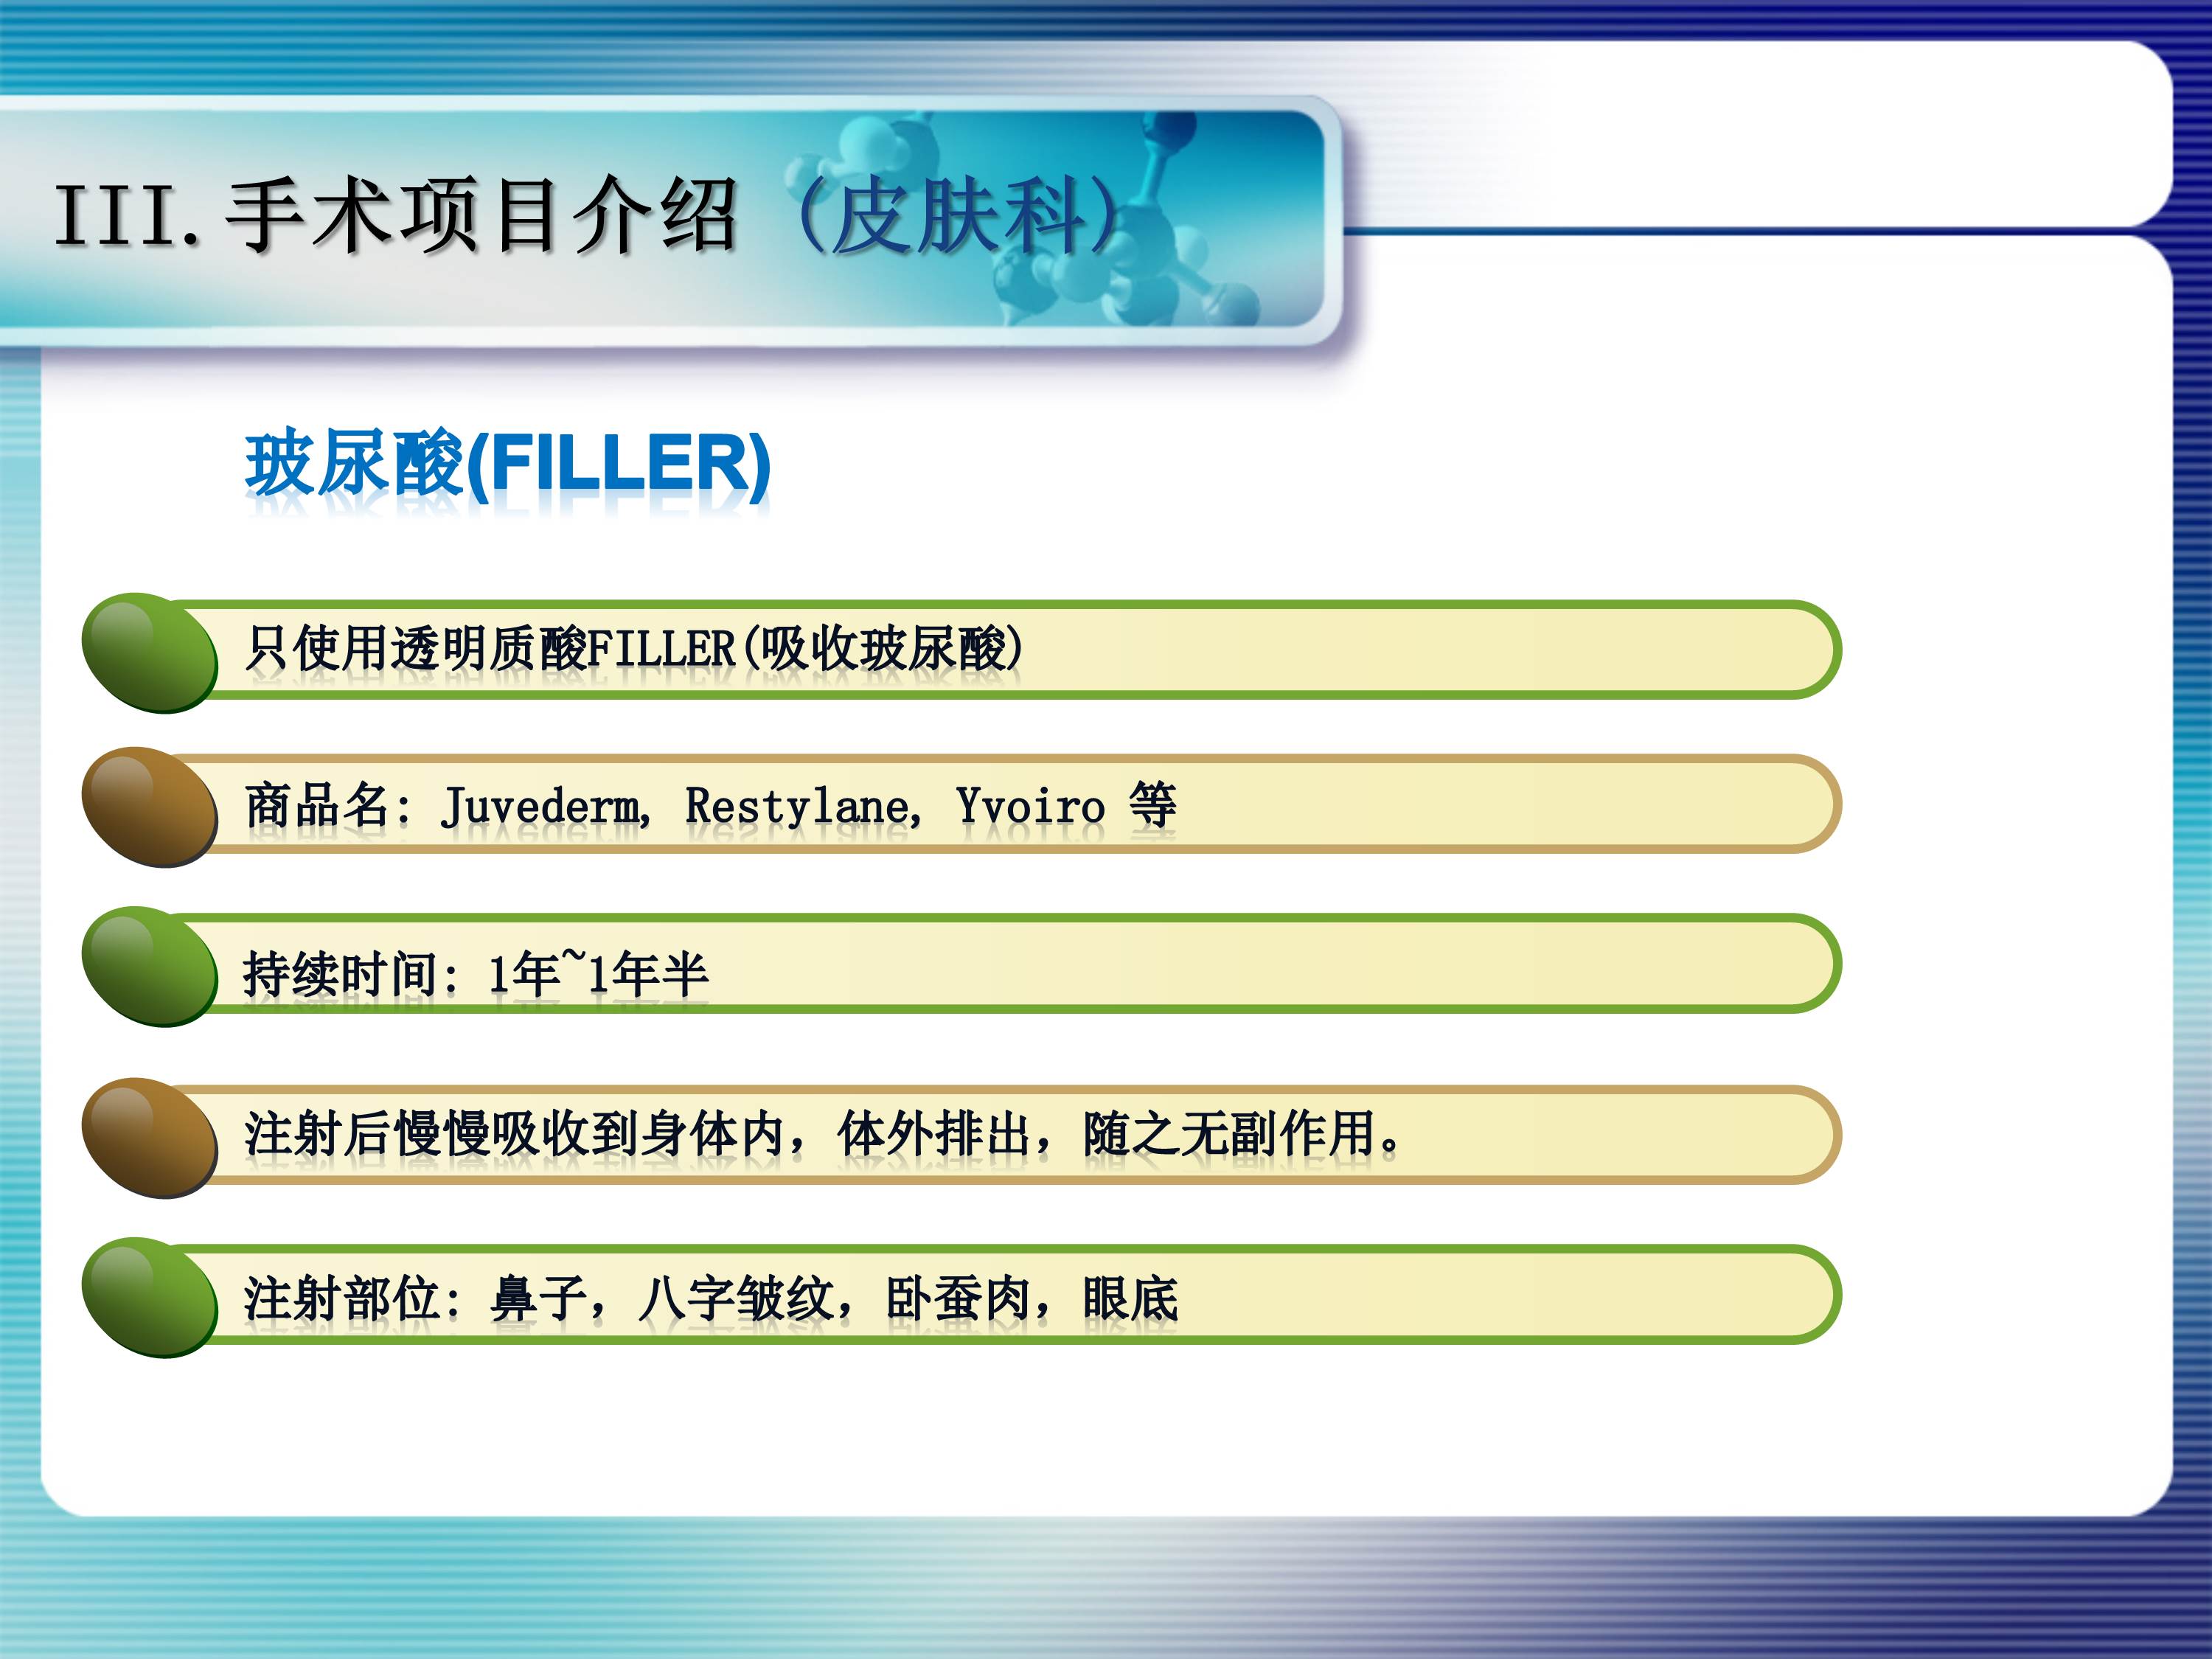 III.手术项目介绍 (皮肤科)
玻尿酸(FILLER)
只使用透明质酸FILLER(吸收玻尿酸)
商品名: Juvederm, Restylane, Yvoiro 等
持续时间: 1年~1年半
注射后慢慢吸收到身体内，体外排出，随之无副作用。
注射部位: 鼻子，八字皱纹，卧蚕肉，眼底